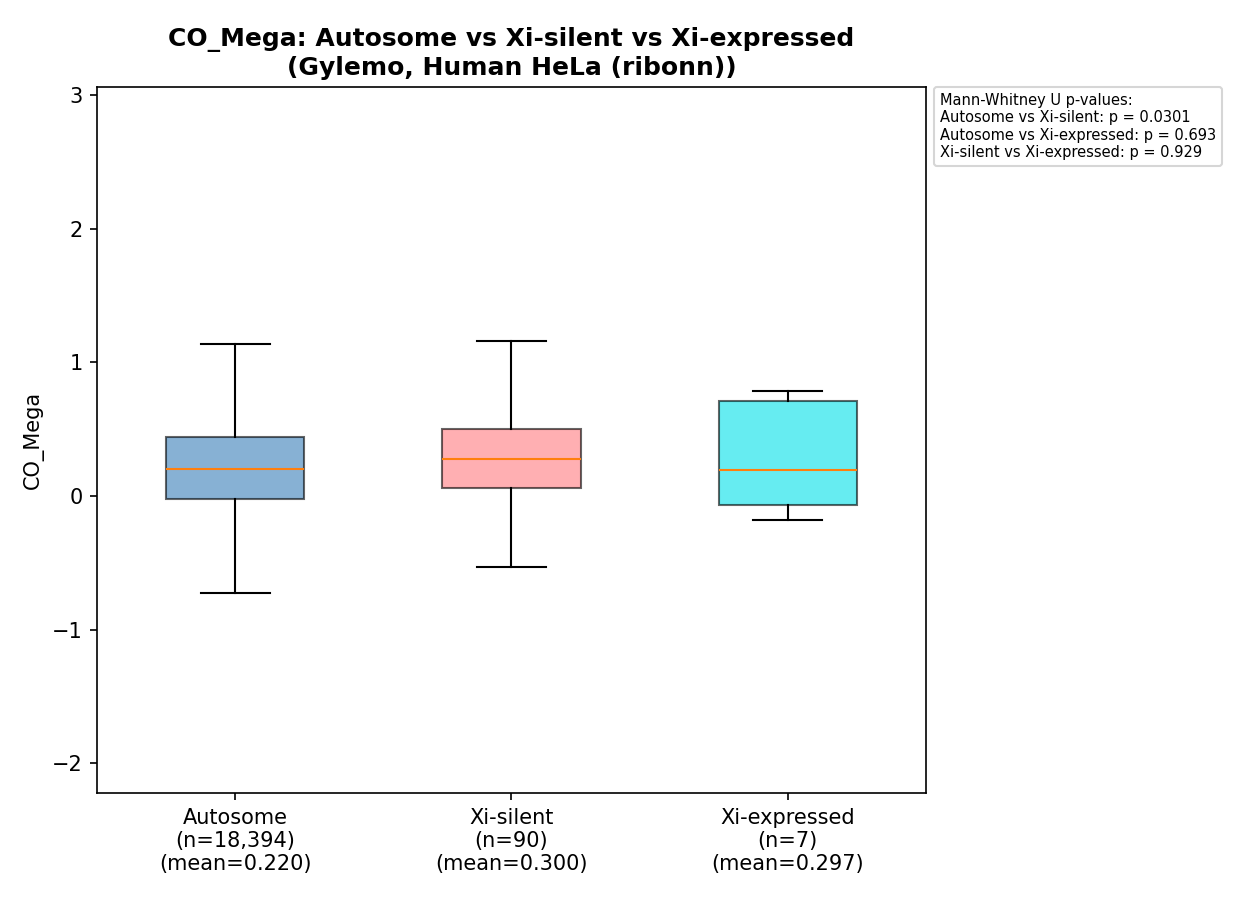 CO_Mega: Autosome vs Xi-silent vs Xi-expressed
(Gylemo, Human HeLa (ribonn))
Mann-Whitney U p-values:
Autosome vs Xi-silent: p = 0.0301
Autosome vs Xi-expressed: p = 0.693
Xi-silent vs Xi-expressed: p = 0.929
CO_Mega
3
2
1
0
−1
−2
Autosome
(n=18,394)
(mean=0.220)
Xi-silent
(n=90)
(mean=0.300)
Xi-expressed
(n=7)
(mean=0.297)